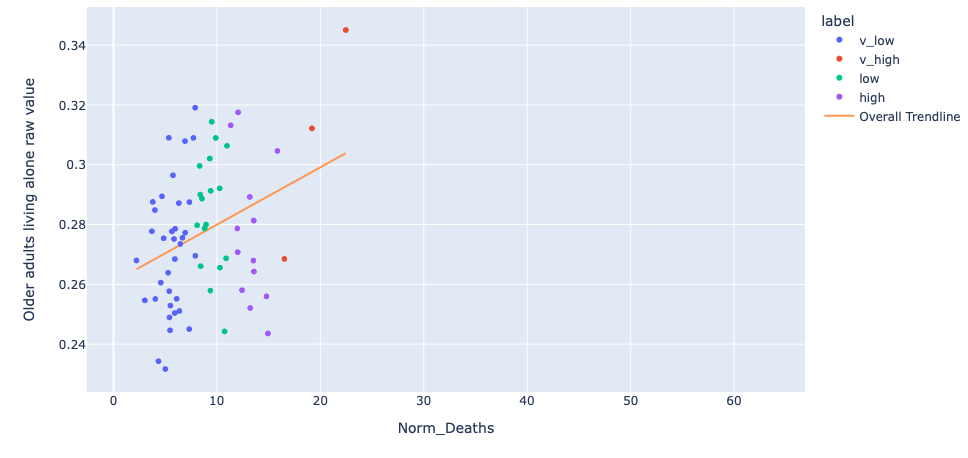 label
v_low
v_high
low
high
Overall Trendline
Older adults living alone raw value
0.34
0.32
0.3
0.28
0.26
0.24
0
10
20
30
40
50
60
Norm_Deaths